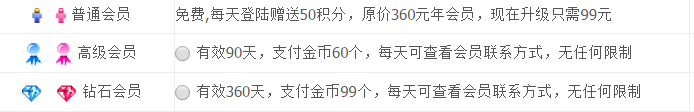 普通会员 免费,每天登陆赠送50积分，原价360元年会员，现在升级只需99元
高级会员 有效90天，支付金币60个，每天可查看会员联系方式，无任何限制
钻石会员 有效360天，支付金币99个，每天可查看会员联系方式，无任何限制